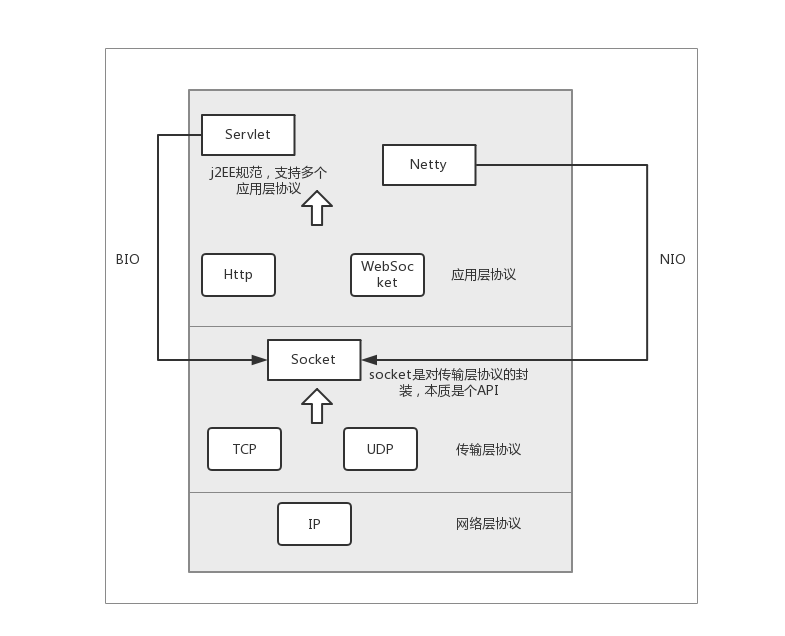 Servlet
Netty
j2EE规范，支持多个
应用层协议
BIO
NIO
Http
WebSoc
ket
应用层协议
Socket
socket是对传输层协议的封
装，本质是个API
TCP
UDP
传输层协议
IP
网络层协议